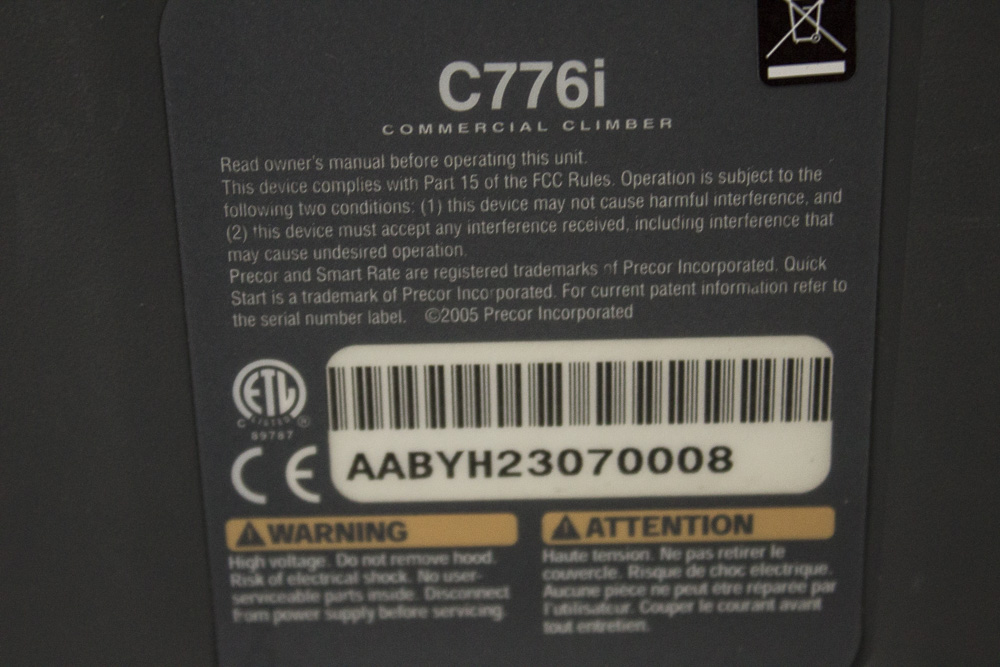 C776i
COMMERCIAL CLIMBER
Read owner's manual before operating this unit.
This device complies with Part 15 of the FCC Rules. Operation is subject to the
following two conditions: (1) this device may not cause harmful interference, and
(2) this device must accept any interference received, including interference that
may cause undesired operation.
Precor and Smart Rate are registered trademarks of Precor Incorporated. Quick
Start is a trademark of Precor Incorporated. For current patent information refer to
the serial number label. ©2005 Precor Incorporated
ETL
C LISTED ®
89767
CE
AABYH23070008
WARNING
High voltage. Do not remove hood.
Risk of electrical shock. No user-
serviceable parts inside. Disconnect
from power supply before servicing.
ATTENTION
Haute tension. Ne pas retirer le
couvercle. Risque de choc electrique.
Aucune pièce ne peut être réparée par
l'utilisateur. Couper le courant avant
tout entretien.